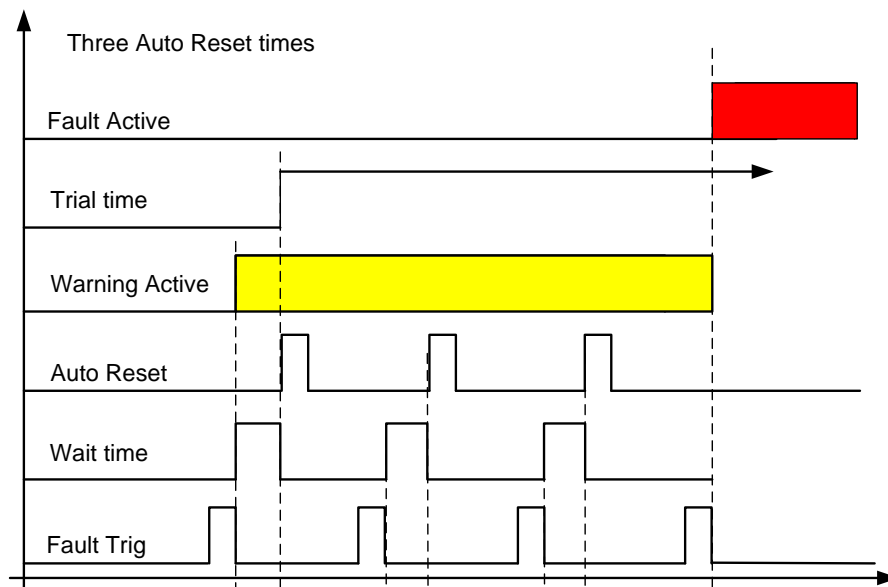 Three Auto Reset times
Fault Active
Trial time
Warning Active
Auto Reset
Wait time
Fault Trig